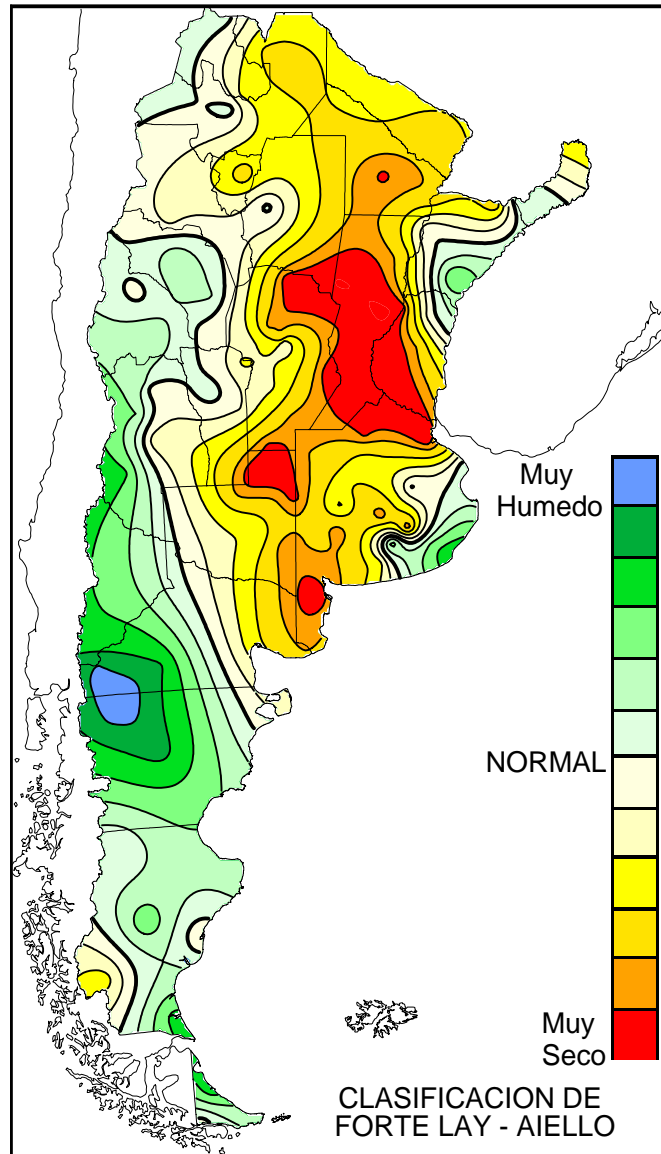 Muy
Humedo
NORMAL
Muy
Seco
CLASIFICACION DE
FORTE LAY - AIELLO